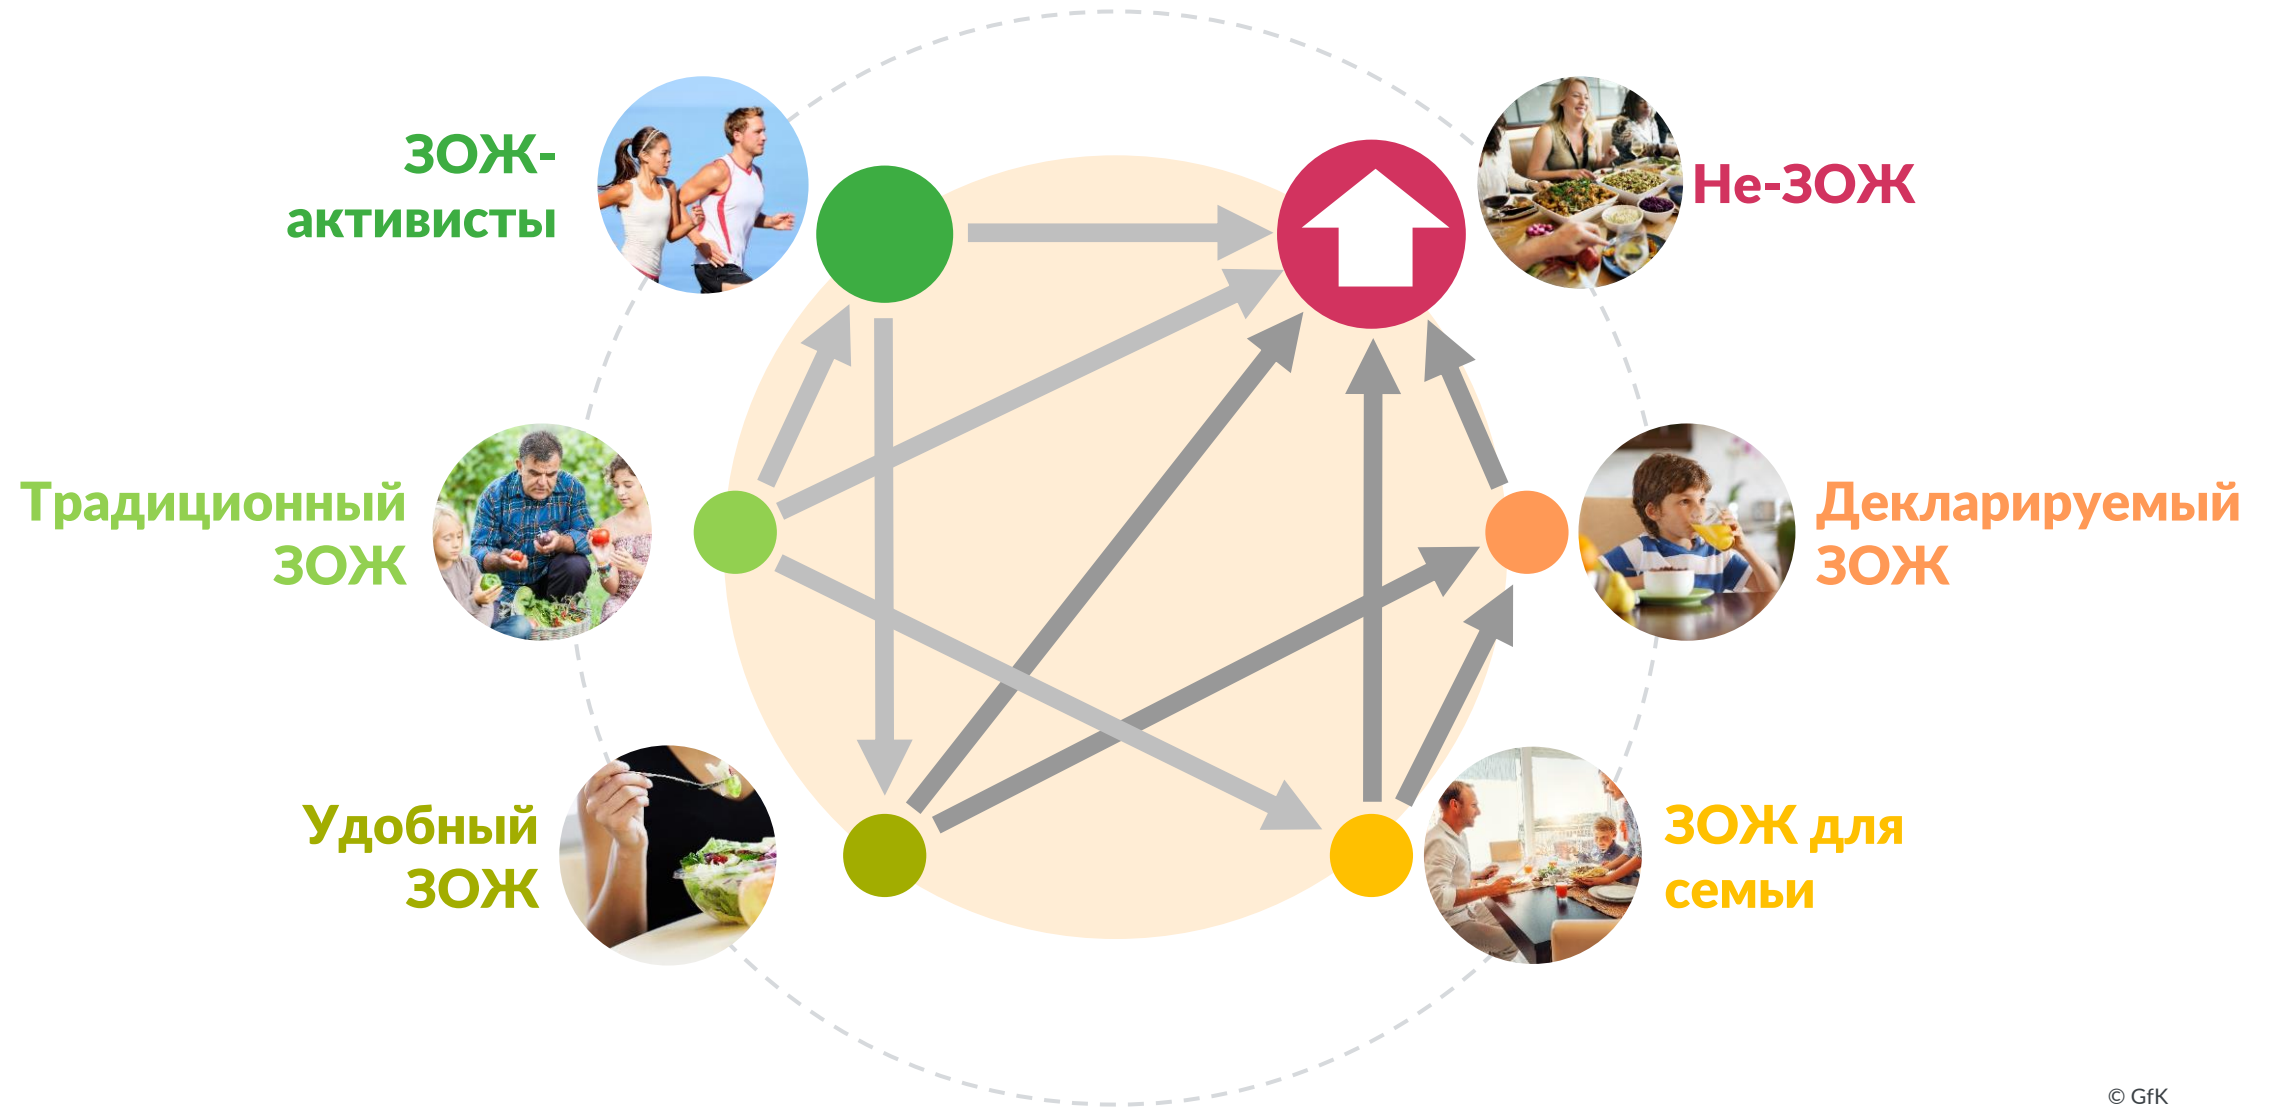 ЗОЖ-
активисты
Не-ЗОЖ
Традиционный
ЗОЖ
Декларируемый
ЗОЖ
Удобный
ЗОЖ
ЗОЖ для
семьи
© GfK